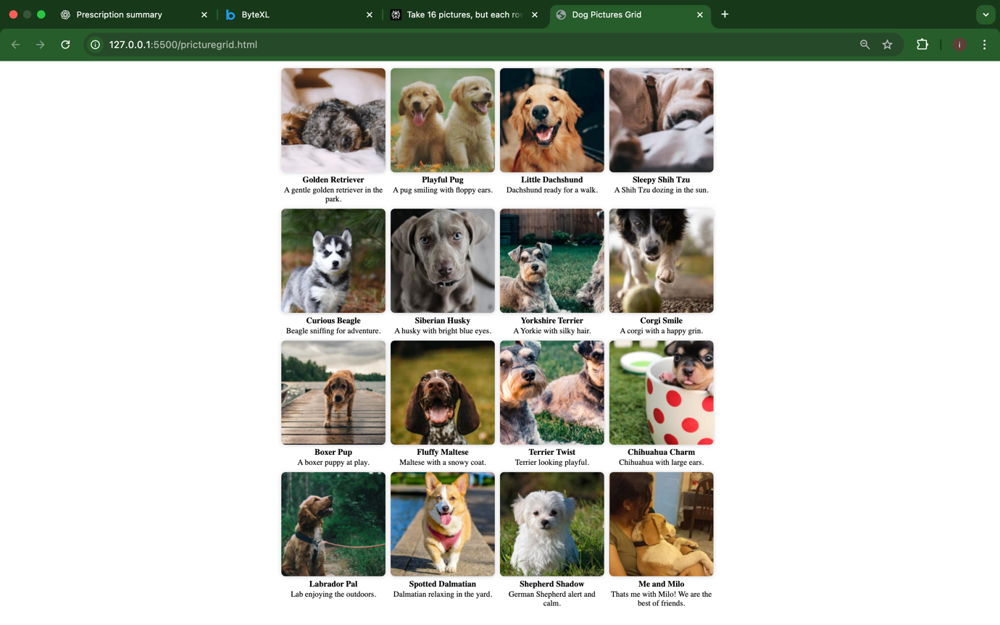 Prescription summary
ByteXL
Take 16 pictures, but each row
Dog Pictures Grid
127.0.0.1:5500/pricturegrid.html
i
Golden Retriever
A gentle golden retriever in the
park.
Playful Pug
A pug smiling with floppy ears.
Little Dachshund
Dachshund ready for a walk.
Sleepy Shih Tzu
A Shih Tzu dozing in the sun.
Curious Beagle
Beagle sniffing for adventure.
Siberian Husky
A husky with bright blue eyes.
Yorkshire Terrier
A Yorkie with silky hair.
Corgi Smile
A corgi with a happy grin.
Boxer Pup
A boxer puppy at play.
Fluffy Maltese
Maltese with a snowy coat.
Terrier Twist
Terrier looking playful.
Chihuahua Charm
Chihuahua with large ears.
Labrador Pal
Lab enjoying the outdoors.
Spotted Dalmatian
Dalmatian relaxing in the yard.
Shepherd Shadow
German Shepherd alert and
calm.
Me and Milo
Thats me with Milo! We are the
best of friends.